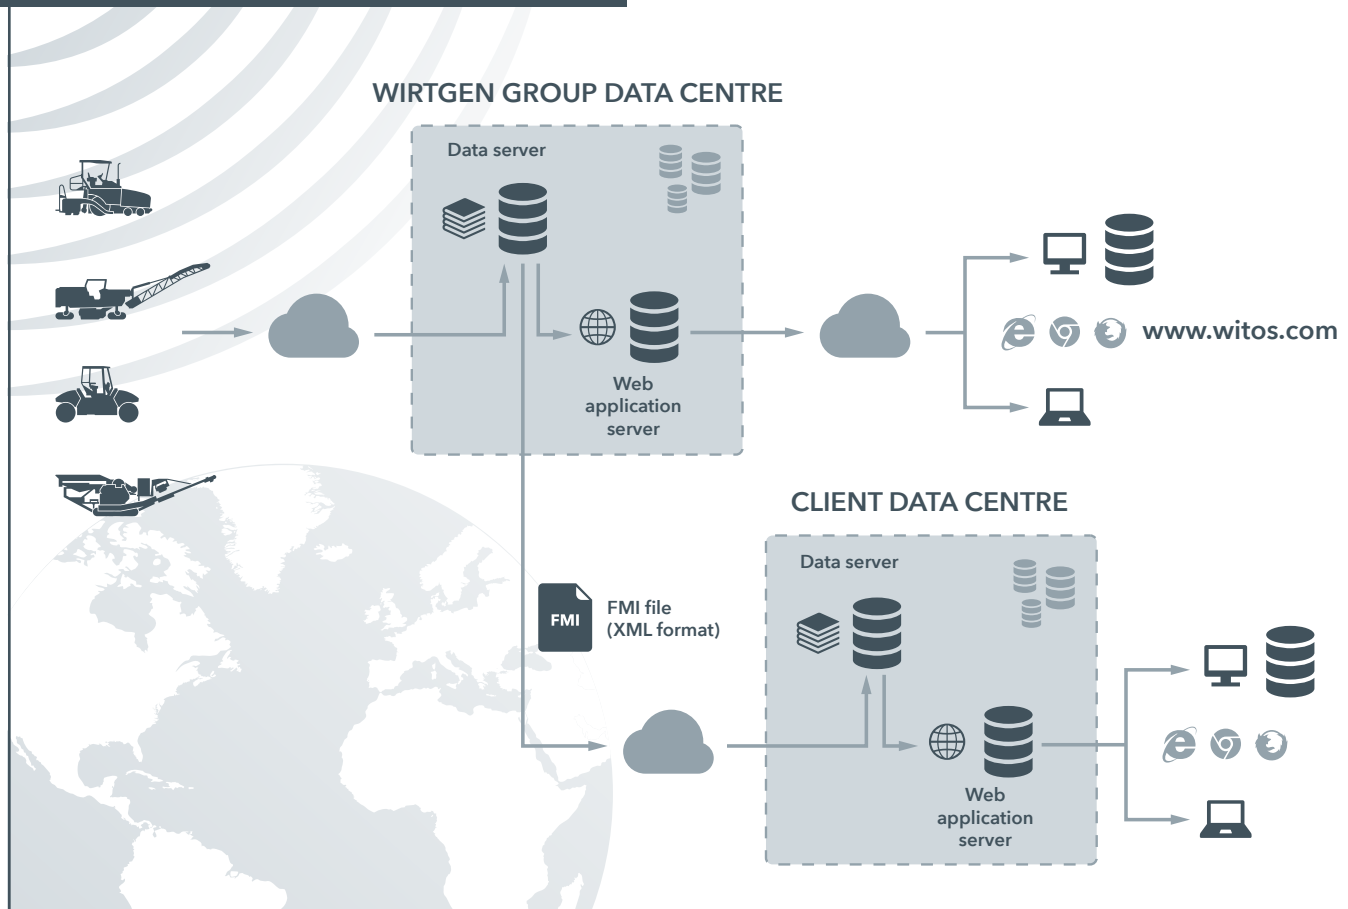 WIRTGEN GROUP DATA CENTRE
Data server
Web
application
server
www.witos.com
CLIENT DATA CENTRE
Data server
FMI
FMI file
(XML format)
Web
application
server